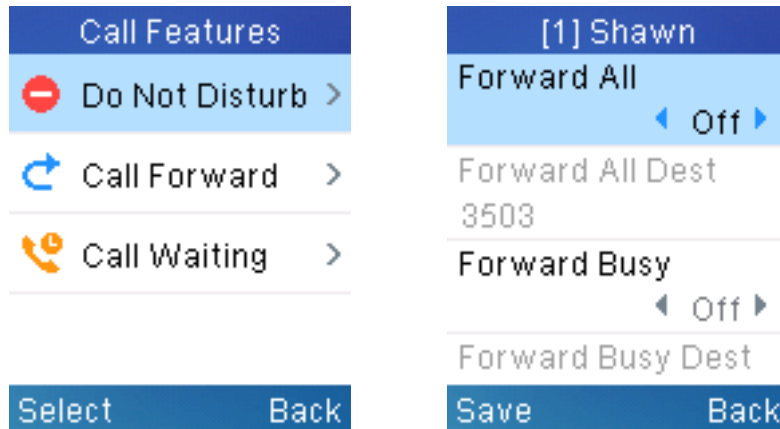 Call Features
Do Not Disturb
Call Forward
Call Waiting
Select Back
[1] Shawn
Forward All
Off
Forward All Dest
3503
Forward Busy
Off
Forward Busy Dest
Save Back